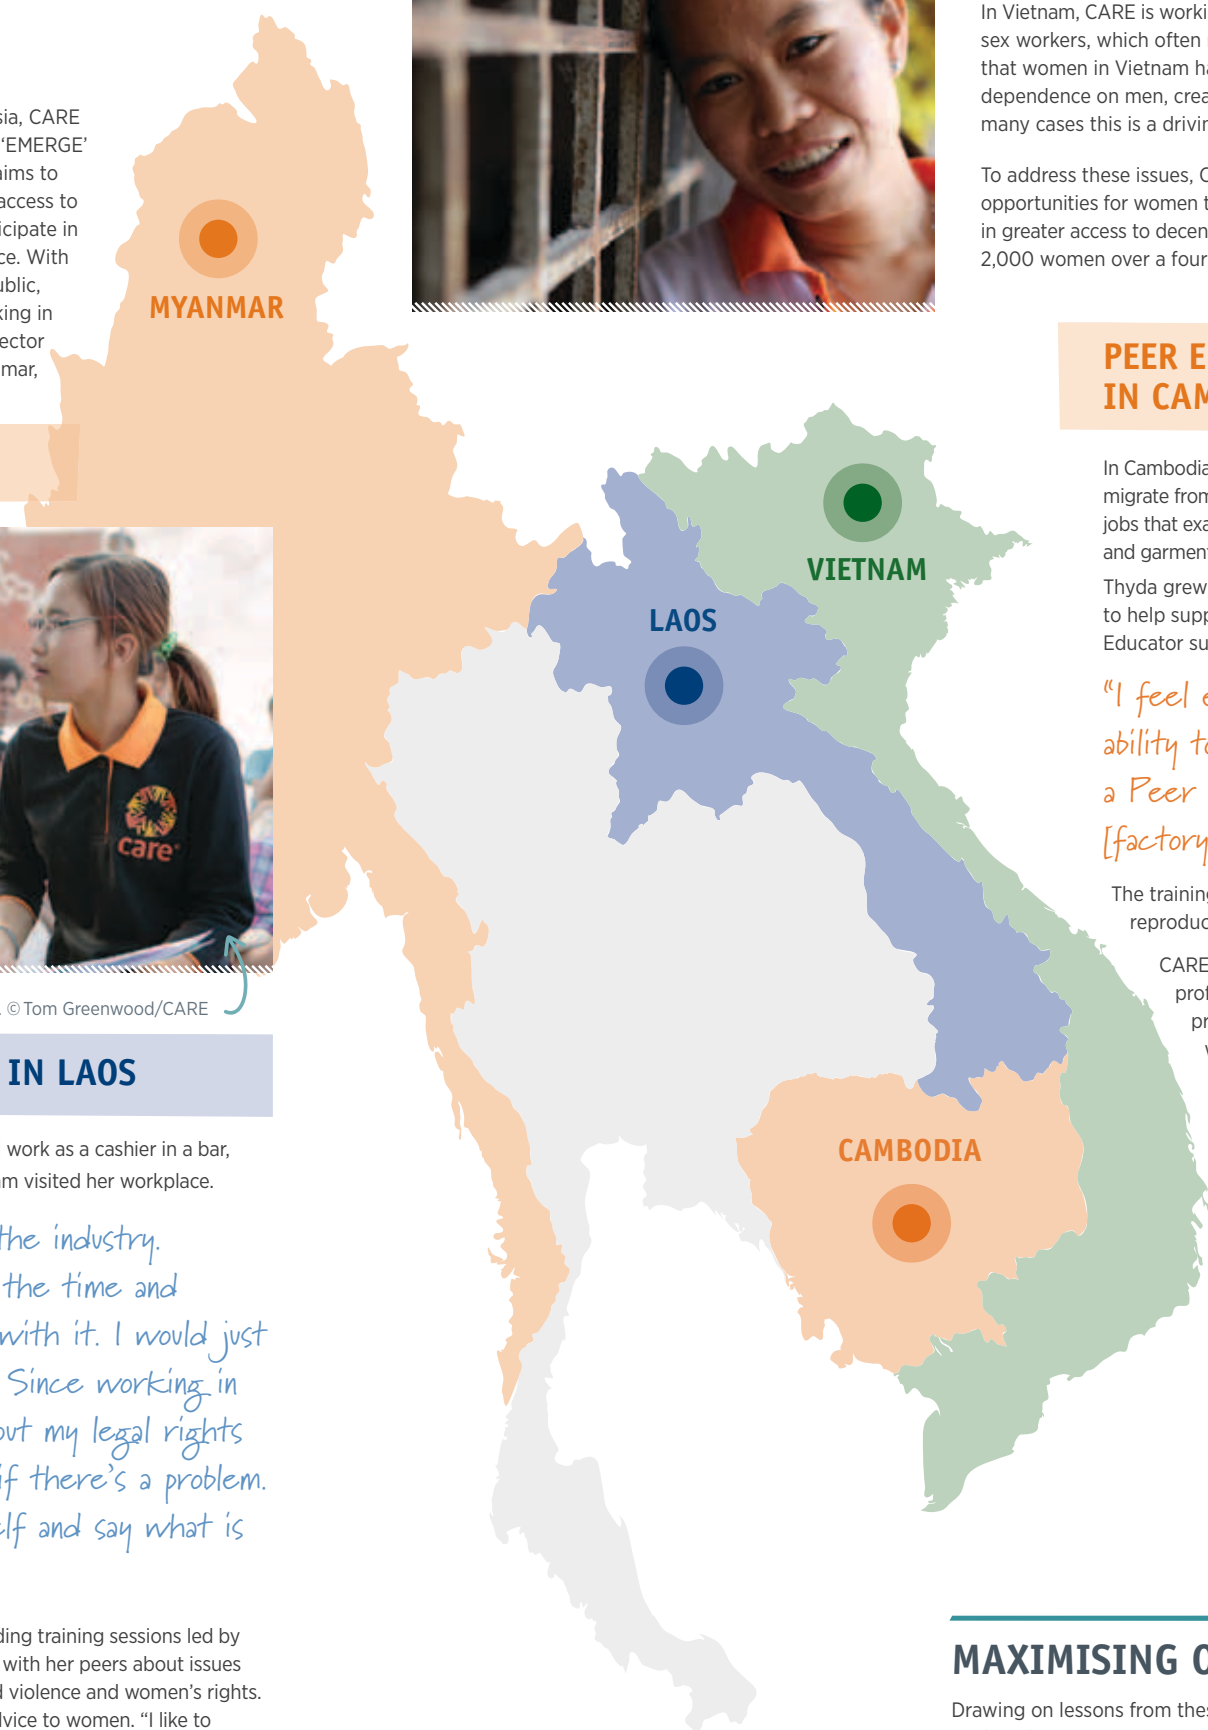 sia, CARE
‘EMERGE’
aims to
access to
icipate in
ce. With
ublic,
king in
ector
mar,
MYANMAR
care
. © Tom Greenwood/CARE
IN LAOS
work as a cashier in a bar,
am visited her workplace.
the industry.
the time and
with it. I would just
Since working in
out my legal rights
if there’s a problem.
elf and say what is
ding training sessions led by
with her peers about issues
d violence and women’s rights.
dvice to women. “I like to
LAOS
VIETNAM
CAMBODIA
In Vietnam, CARE is worki
sex workers, which often
that women in Vietnam ha
dependence on men, crea
many cases this is a drivin
To address these issues, C
opportunities for women t
in greater access to decen
2,000 women over a four
PEER E
IN CAM
In Cambodia
migrate from
jobs that exa
and garment
Thyda grew
to help supp
Educator su
“I feel e
ability to
a Peer
[factory
The training
reproduc
CARE
prof
pr
w
MAXIMISING O
Drawing on lessons from thes